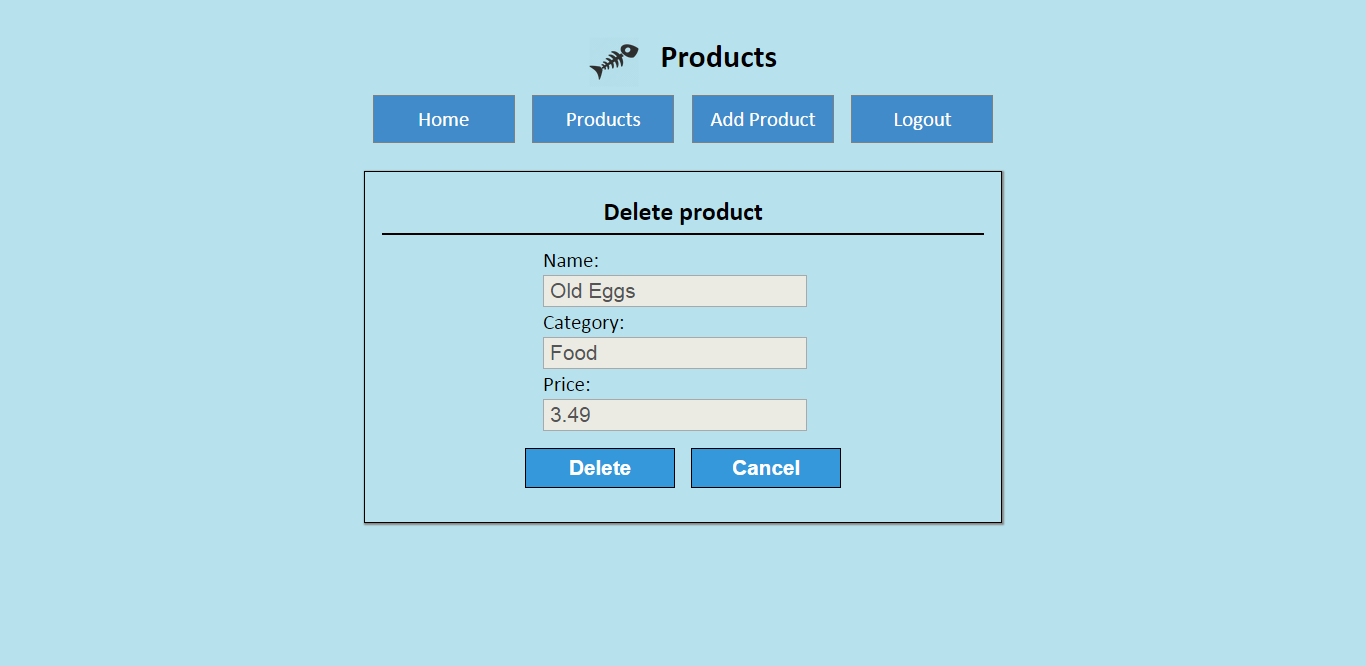 Products
Home Products Add Product Logout
Delete product
Name:
Old Eggs
Category:
Food
Price:
3.49
Delete Cancel